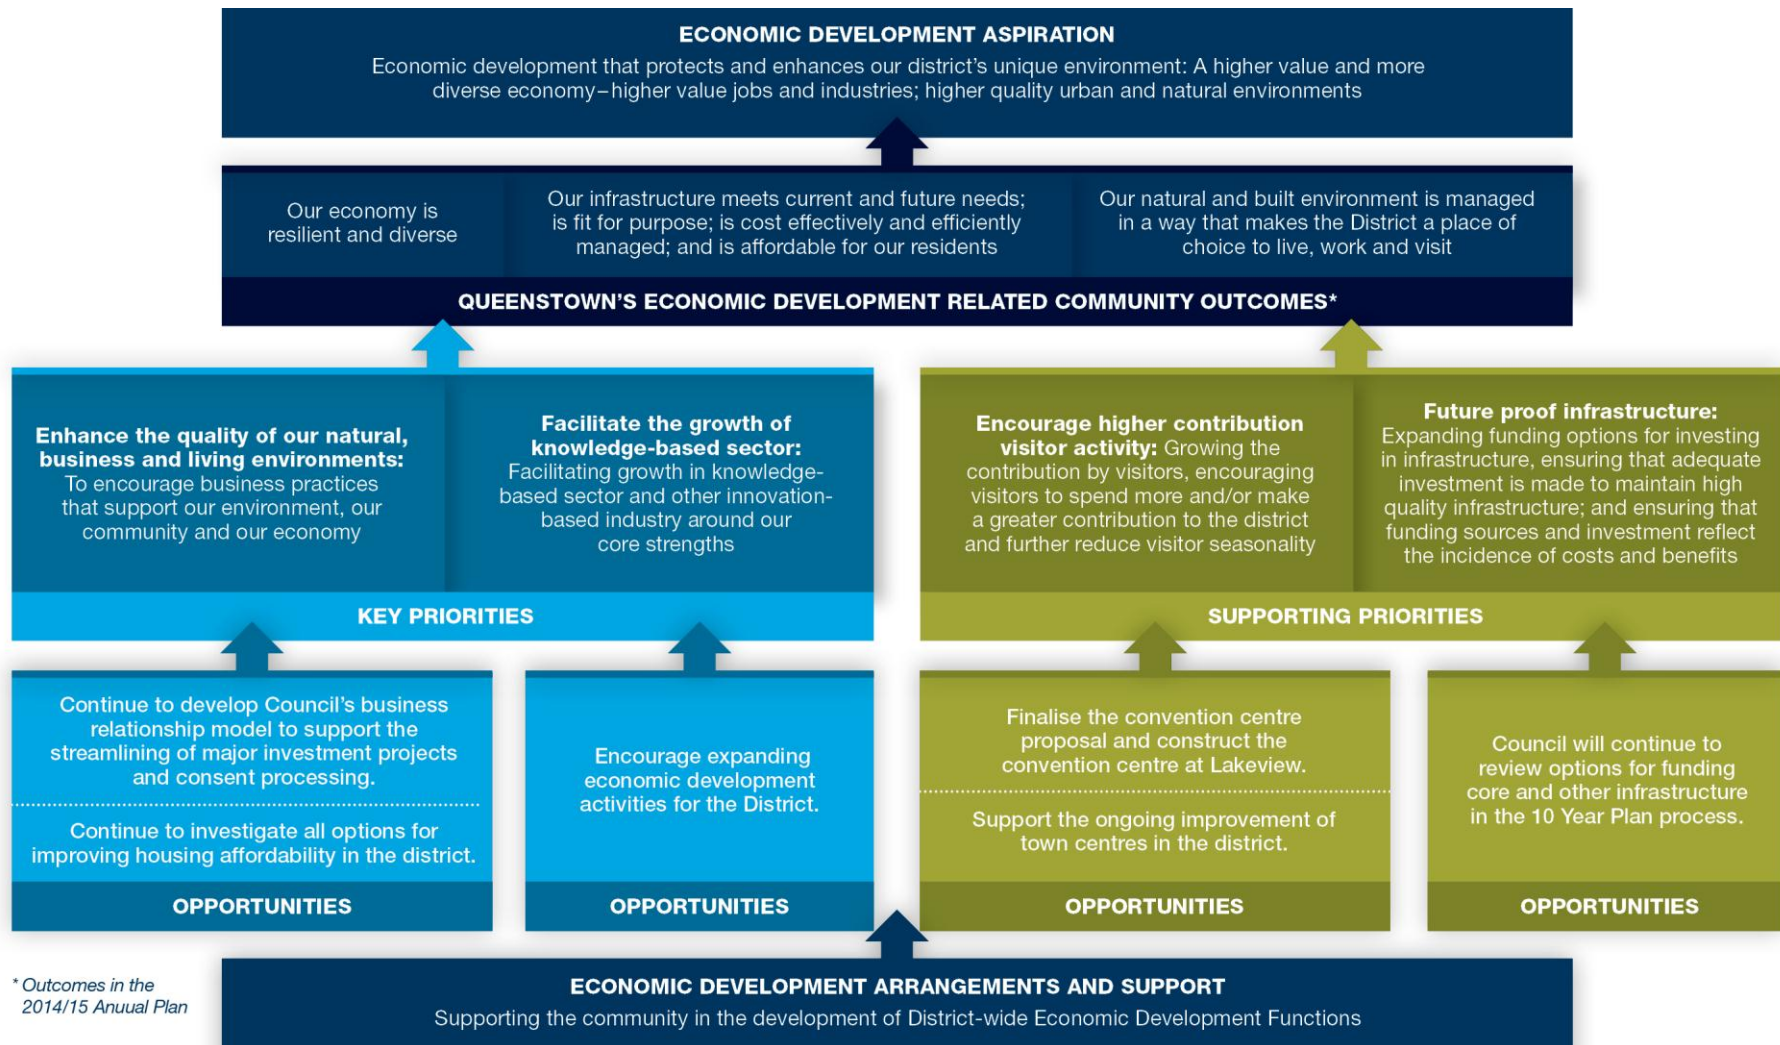 ECONOMIC DEVELOPMENT ASPIRATION
Economic development that protects and enhances our district's unique environment: A higher value and more
diverse economy–higher value jobs and industries; higher quality urban and natural environments
Our economy is
resilient and diverse
Our infrastructure meets current and future needs;
is fit for purpose; is cost effectively and efficiently
managed; and is affordable for our residents
Our natural and built environment is managed
in a way that makes the District a place of
choice to live, work and visit
QUEENSTOWN'S ECONOMIC DEVELOPMENT RELATED COMMUNITY OUTCOMES*
Enhance the quality of our natural,
business and living environments:
To encourage business practices
that support our environment, our
community and our economy
Facilitate the growth of
knowledge-based sector:
Facilitating growth in knowledge-
based sector and other innovation-
based industry around our
core strengths
KEY PRIORITIES
Encourage higher contribution
visitor activity: Growing the
contribution by visitors, encouraging
visitors to spend more and/or make
a greater contribution to the district
and further reduce visitor seasonality
Future proof infrastructure:
Expanding funding options for investing
in infrastructure, ensuring that adequate
investment is made to maintain high
quality infrastructure; and ensuring that
funding sources and investment reflect
the incidence of costs and benefits
SUPPORTING PRIORITIES
Continue to develop Council's business
relationship model to support the
streamlining of major investment projects
and consent processing.
Continue to investigate all options for
improving housing affordability in the district.
OPPORTUNITIES
Encourage expanding
economic development
activities for the District.
OPPORTUNITIES
Finalise the convention centre
proposal and construct the
convention centre at Lakeview.
Support the ongoing improvement of
town centres in the district.
OPPORTUNITIES
Council will continue to
review options for funding
core and other infrastructure
in the 10 Year Plan process.
OPPORTUNITIES
* Outcomes in the
2014/15 Anuual Plan
ECONOMIC DEVELOPMENT ARRANGEMENTS AND SUPPORT
Supporting the community in the development of District-wide Economic Development Functions